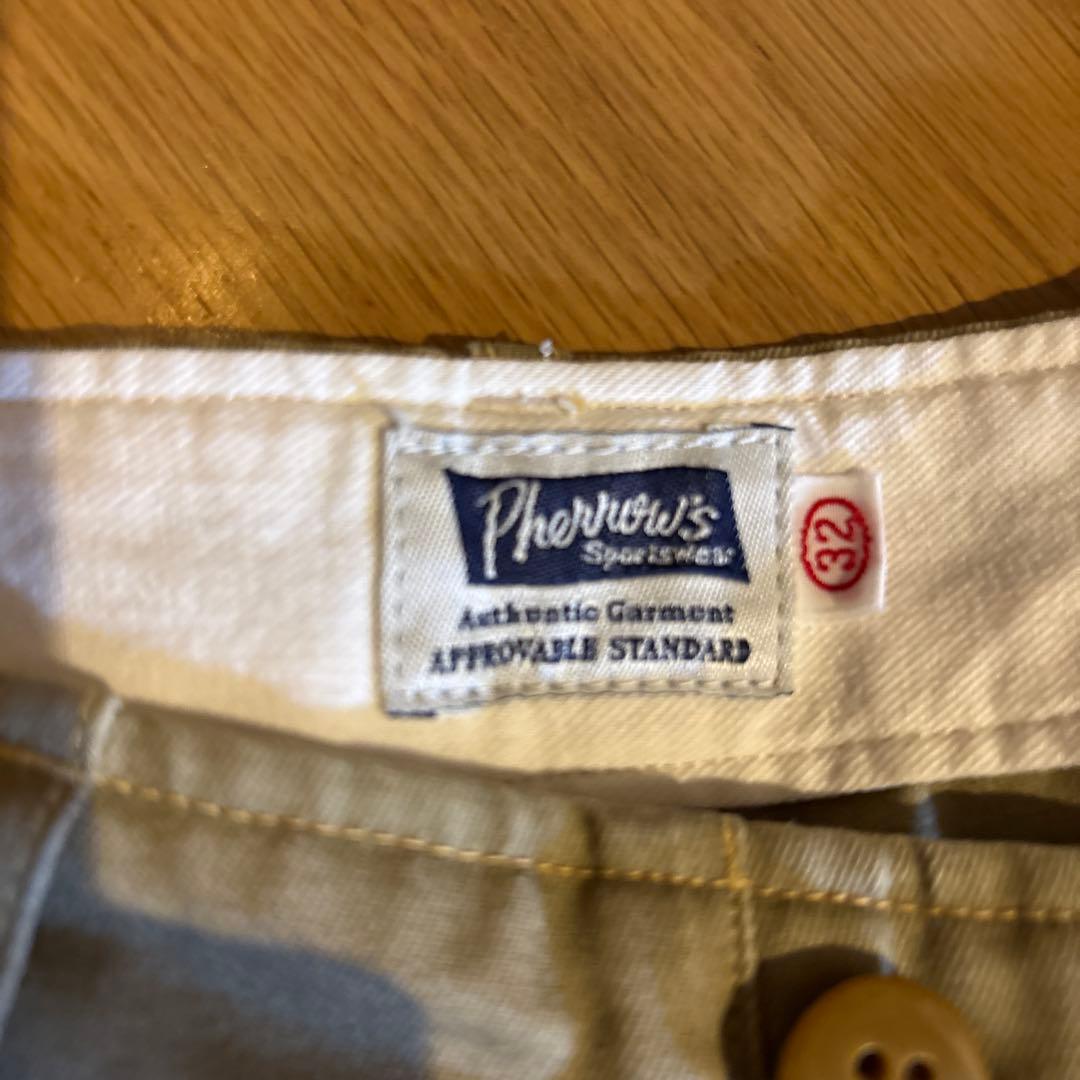 Pherrow's
Sportswear
Authentic Garment
APPROVABLE STANDARD
32